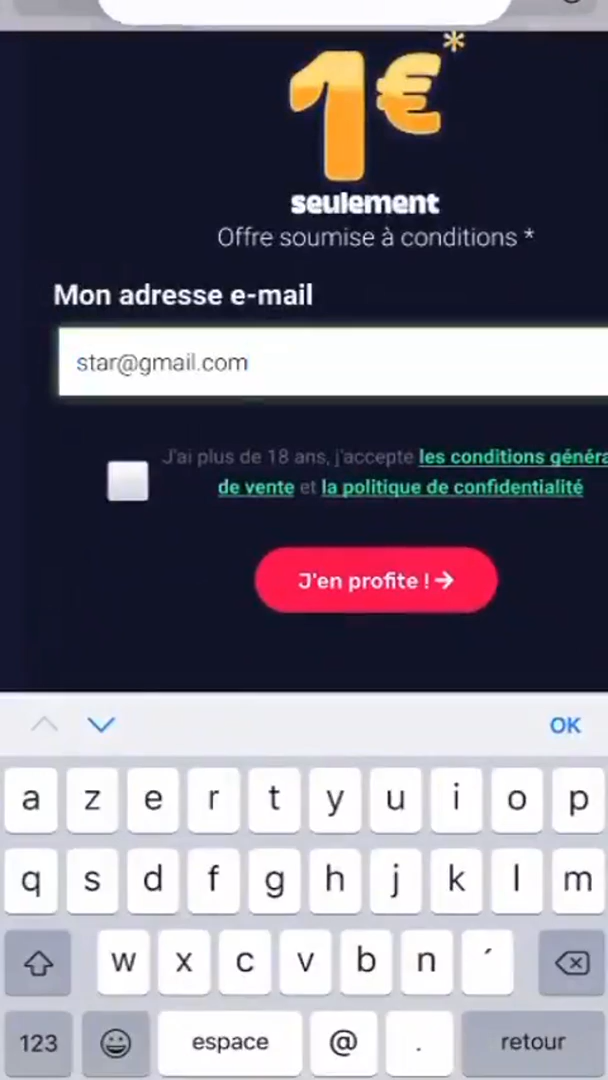 1€*
seulement
Offre soumise à conditions *
Mon adresse e-mail
star@gmail.com
J'ai plus de 18 ans, j'accepte les conditions
de vente et la politique de confidentialité
J'en profite ! →
OK
a z e r t y u i o p
q s d f g h j k l m
w x c v b n ´
123 espace @ . retour